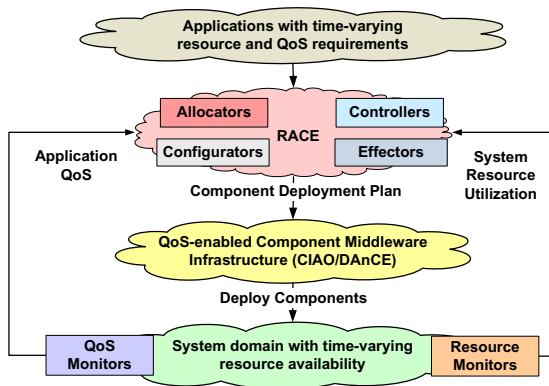 Applications with time-varying
resource and QoS requirements
Allocators
Controllers
RACE
Configurators
Effectors
Application
QoS
System
Resource
Utilization
Component Deployment Plan
QoS-enabled Component Middleware
Infrastructure (CIAO/DAnCE)
Deploy Components
QoS
Monitors
System domain with time-varying
resource availability
Resource
Monitors